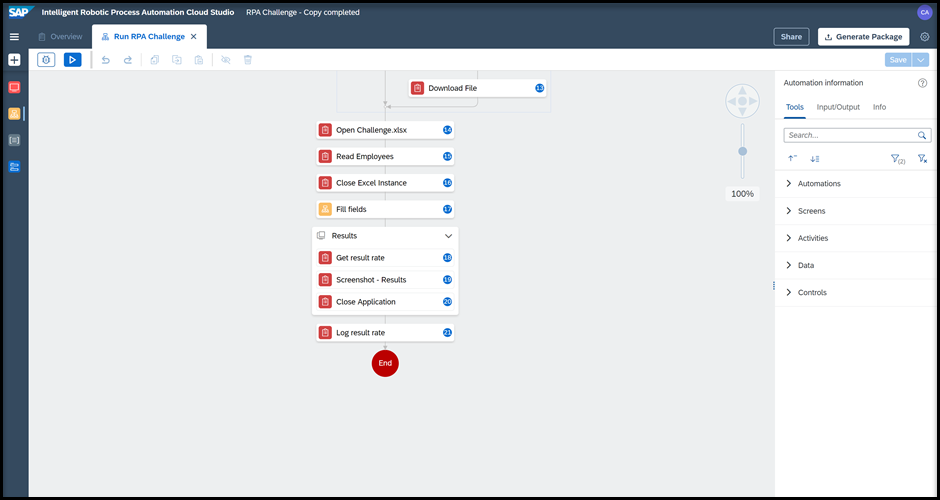 SAP Intelligent Robotic Process Automation Cloud Studio RPA Challenge - Copy completed CA
Overview Run RPA Challenge Share Generate Package
Save
Download File 13
Open Challenge.xlsx 14
Read Employees 15
Close Excel Instance 16
Fill fields 17
Results
Get result rate 18
Screenshot - Results 19
Close Application 20
Log result rate 21
End
100%
Automation information
Tools Input/Output Info
Search...
(2)
Automations
Screens
Activities
Data
Controls